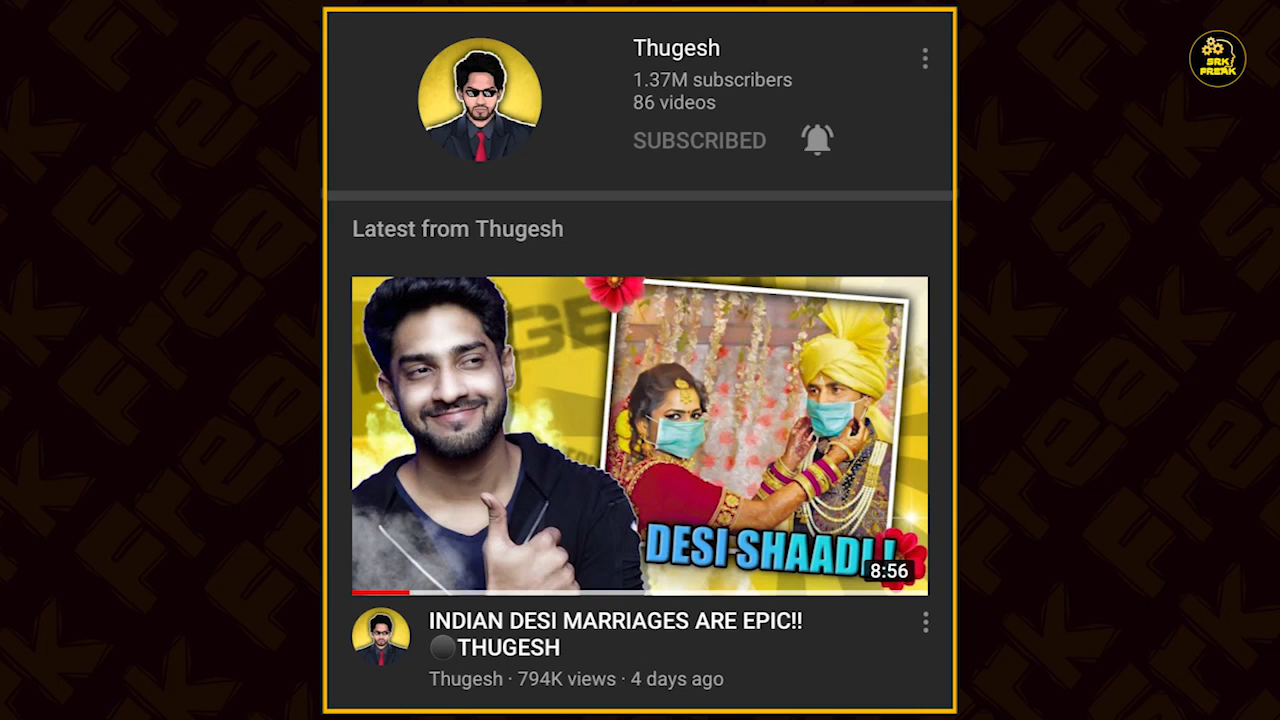 Thugesh
1.37M subscribers
86 videos
SUBSCRIBED
SRK
FREAK
Latest from Thugesh
DESI SHAADI !
8:56
INDIAN DESI MARRIAGES ARE EPIC!!
THUGESH
Thugesh · 794K views · 4 days ago